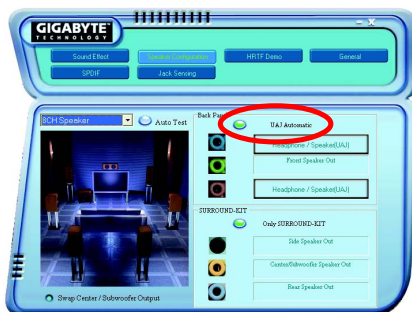 GIGABYTE™
TECHNOLOGY
Sound Effect
Speaker Configuration
HRTF Demo
General
SPDIF
Jack Sensing
8CH Speaker
Auto Test
Back Pan
UAJ Automatic
Headphone / Speaker(UAJ)
Front Speaker Out
Headphone / Speaker(UAJ)
SURROUND-KIT
Only SURROUND-KIT
Side Speaker Out
Center/Subwoofer Speaker Out
Rear Speaker Out
Swap Center / Subwoofer Output